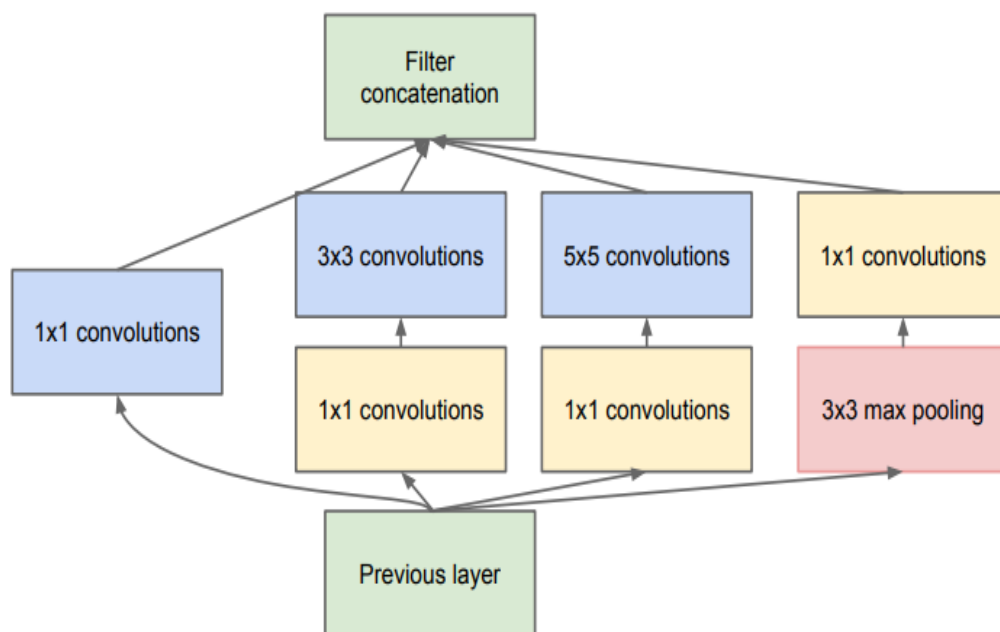 Filter
concatenation
3x3 convolutions
5x5 convolutions
1x1 convolutions
1x1 convolutions
1x1 convolutions
1x1 convolutions
3x3 max pooling
Previous layer